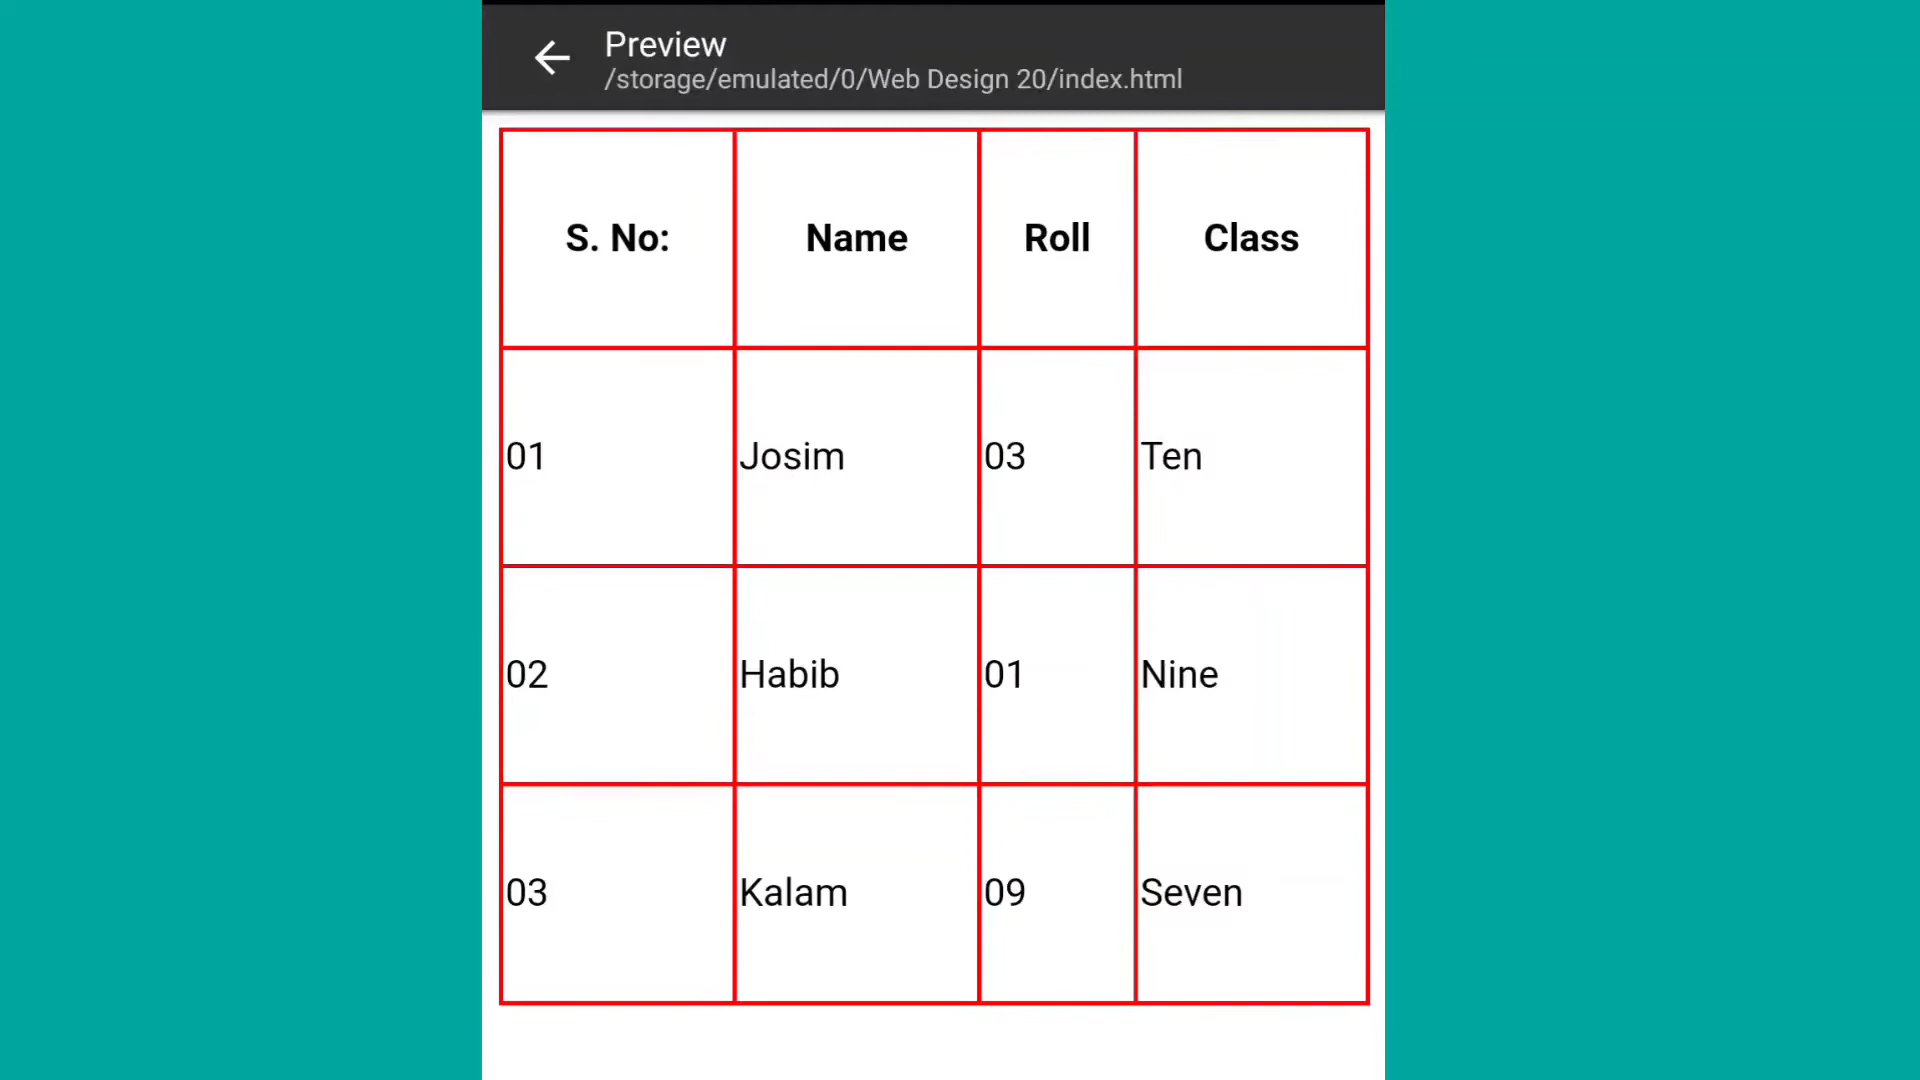 Preview
/storage/emulated/0/Web Design 20/index.html
S. No: Name Roll Class
01 Josim 03 Ten
02 Habib 01 Nine
03 Kalam 09 Seven